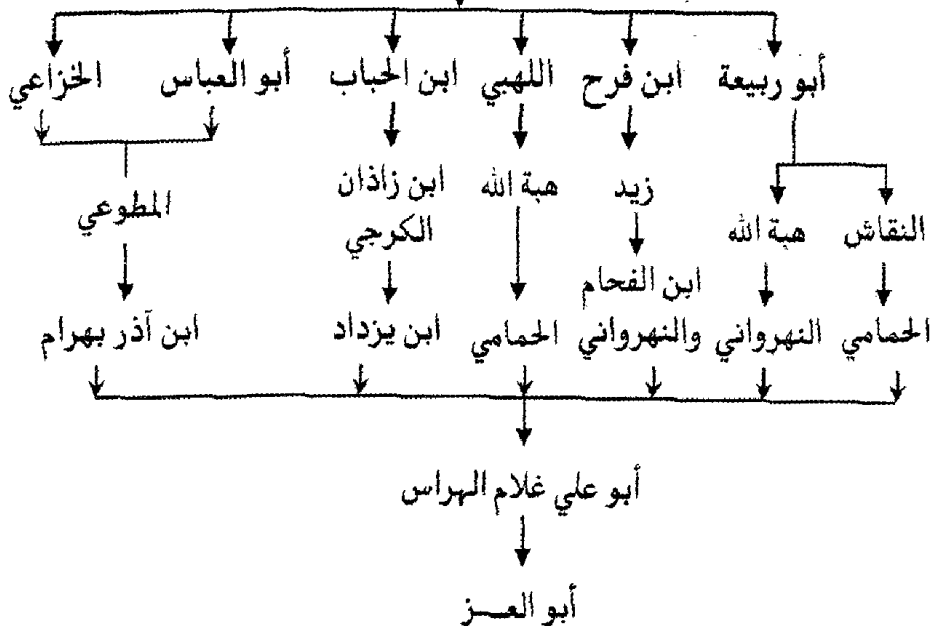 أبو ربيعة ابن فرح اللهبي ابن الحباب أبو العباس الخزاعي
زيد هبة الله ابن زاذان
النقاش هبة الله الكرجي المطوعي
ابن الفحام
الحمامي النهرواني والنهرواني الحمامي ابن يزداد ابن آذر بهرام
أبو علي غلام الهراس
أبو العـــز